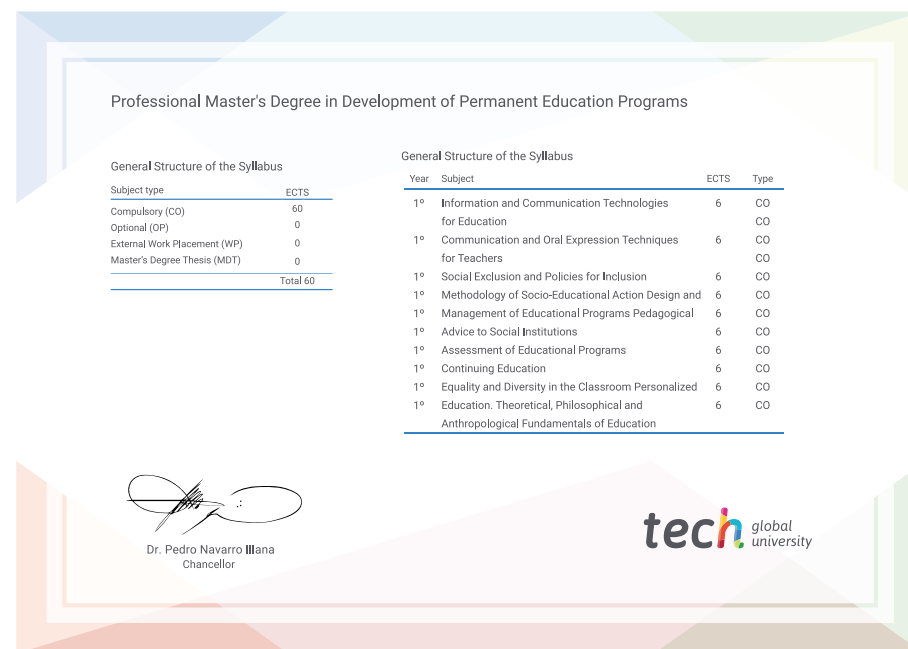 Professional Master's Degree in Development of Permanent Education Programs
General Structure of the Syllabus
Subject type ECTS
Compulsory (CO) 60
Optional (OP) 0
External Work Placement (WP) 0
Master's Degree Thesis (MDT) 0
Total 60
General Structure of the Syllabus
Year Subject ECTS Type
1º Information and Communication Technologies 6 CO
for Education CO
1º Communication and Oral Expression Techniques 6 CO
for Teachers CO
1º Social Exclusion and Policies for Inclusion 6 CO
1º Methodology of Socio-Educational Action Design and 6 CO
1º Management of Educational Programs Pedagogical 6 CO
1º Advice to Social Institutions 6 CO
1º Assessment of Educational Programs 6 CO
1º Continuing Education 6 CO
1º Equality and Diversity in the Classroom Personalized 6 CO
1º Education. Theoretical, Philosophical and 6 CO
Anthropological Fundamentals of Education
Dr. Pedro Navarro Illana
Chancellor
tech global
university